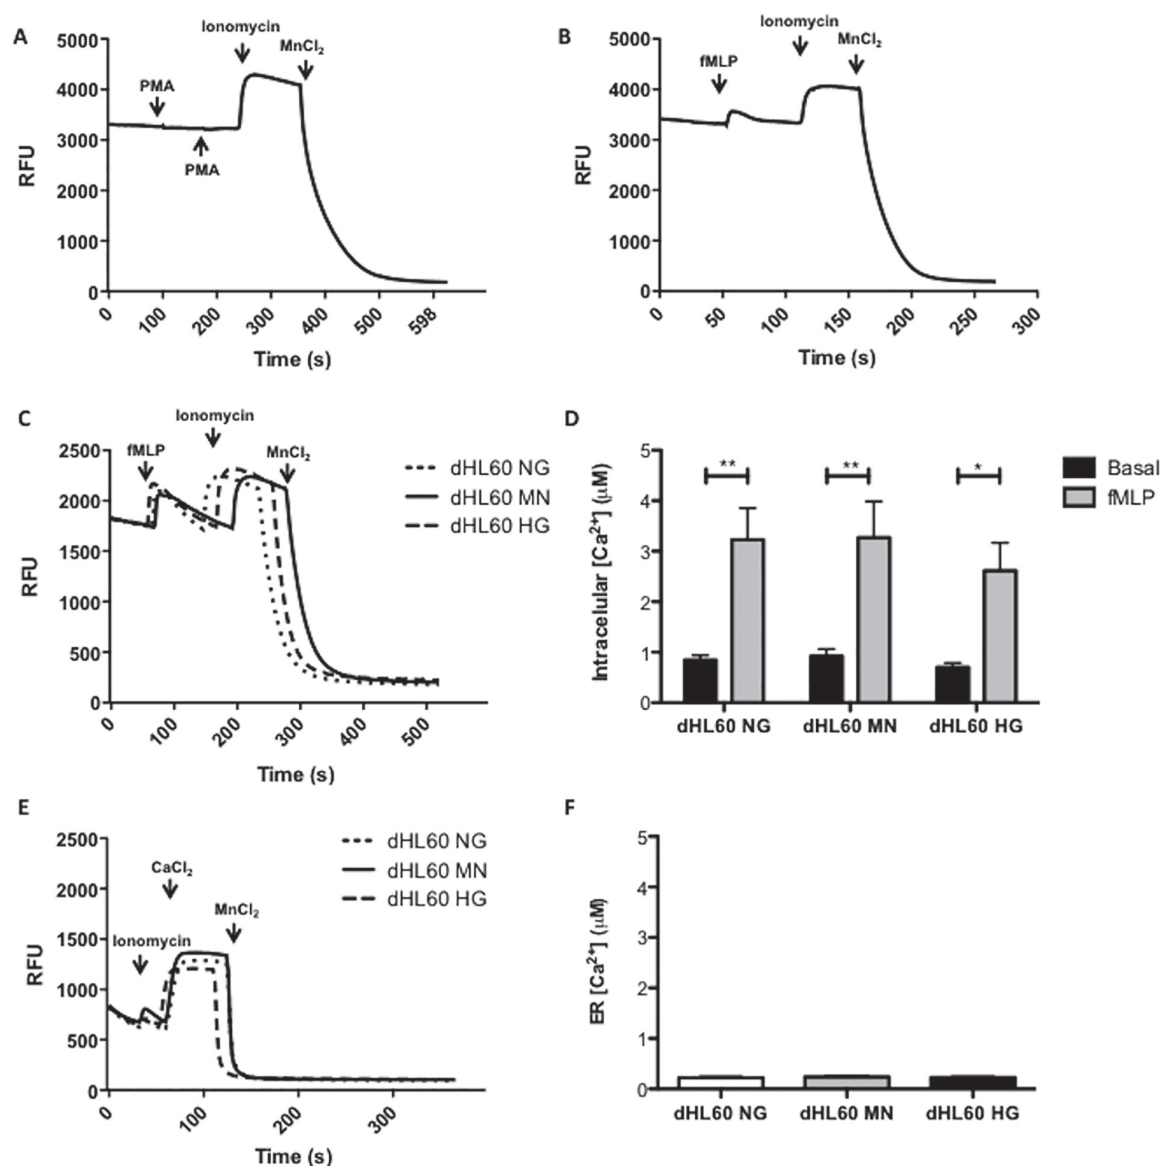 A
Ionomycin
MnCl2
PMA
PMA
RFU
5000
4000
3000
2000
1000
0
0
100
200
300
400
500
598
Time (s)
B
Ionomycin
MnCl2
fMLP
RFU
5000
4000
3000
2000
1000
0
0
50
100
150
200
250
300
Time (s)
C
Ionomycin
fMLP
MnCl2
dHL60 NG
dHL60 MN
dHL60 HG
RFU
2500
2000
1500
1000
500
0
0
100
200
300
400
500
Time (s)
D
Intracelular [Ca2+] (μM)
5
4
3
2
1
0
**
**
*
Basal
fMLP
dHL60 NG
dHL60 MN
dHL60 HG
E
dHL60 NG
dHL60 MN
dHL60 HG
CaCl2
MnCl2
Ionomycin
RFU
2500
2000
1500
1000
500
0
0
100
200
300
Time (s)
F
ER [Ca2+] (μM)
5
4
3
2
1
0
dHL60 NG
dHL60 MN
dHL60 HG